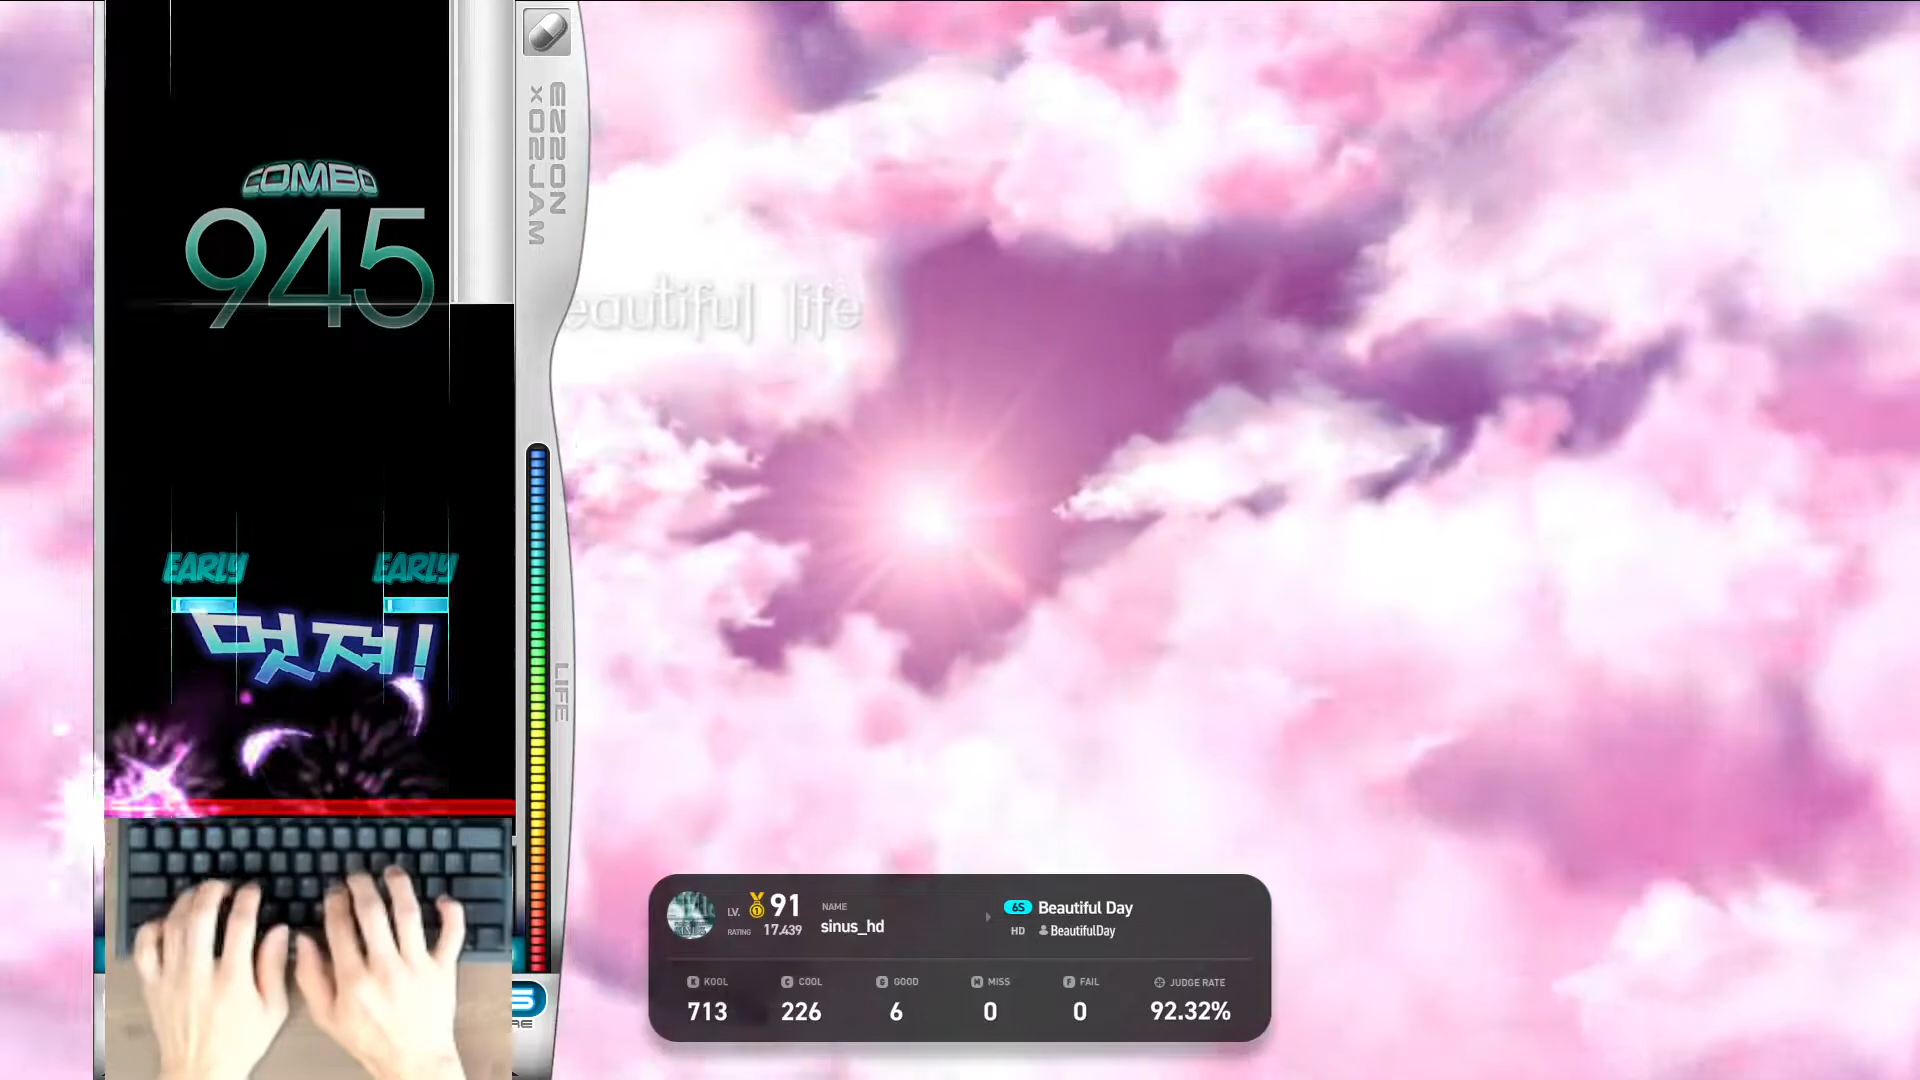 COMBO
945
EZ2ON
x O2JAM
eautiful life
EARLY
EARLY
멋져!
LIFE
LV. 91
RATING 17.439
NAME
sinus_hd
6S Beautiful Day
HD BeautifulDay
K KOOL
713
C COOL
226
G GOOD
6
M MISS
0
F FAIL
0
JUDGE RATE
92.32%